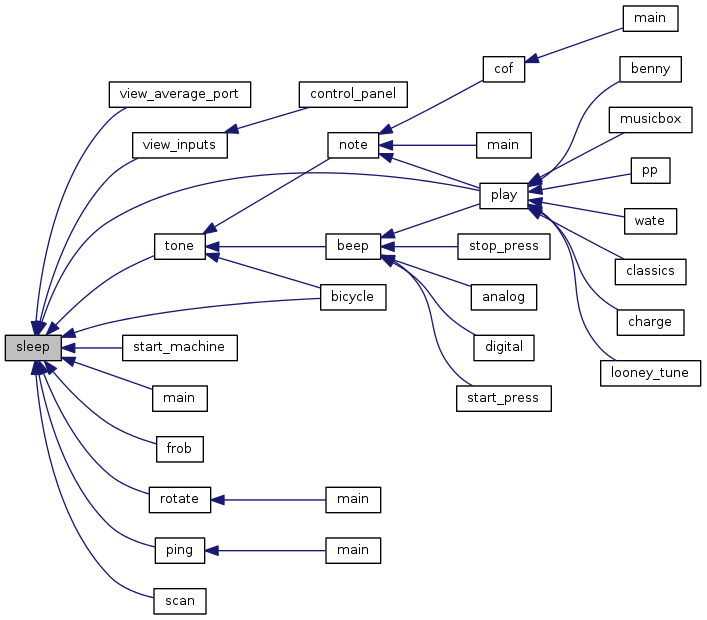 main
cof
benny
view_average_port
control_panel
musicbox
view_inputs
note
main
pp
play
wate
tone
beep
stop_press
classics
bicycle
analog
charge
sleep
start_machine
digital
looney_tune
main
start_press
frob
rotate
main
ping
main
scan